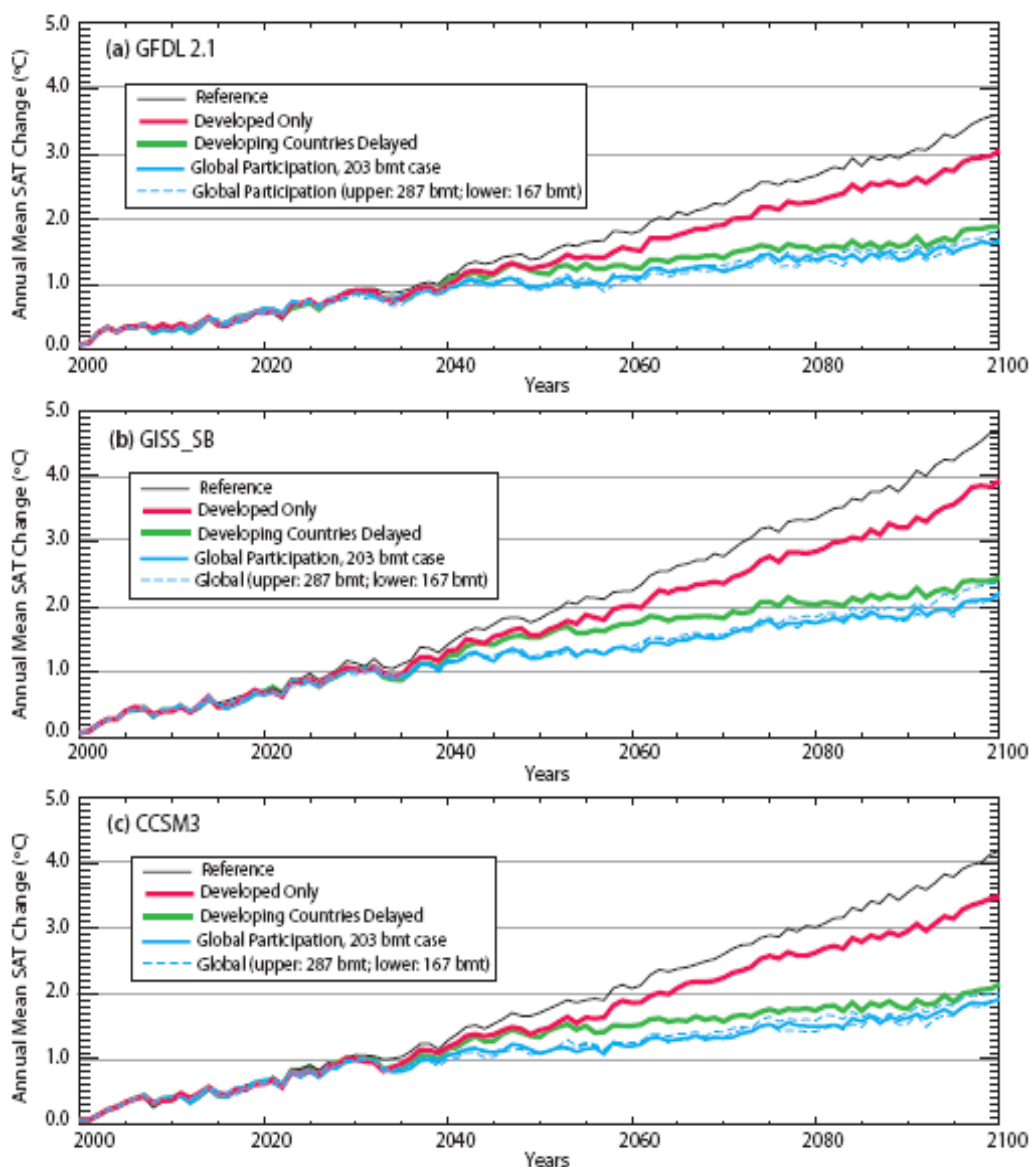 Annual Mean SAT Change (°C)
5.0
4.0
3.0
2.0
1.0
0.0
(a) GFDL 2.1
Reference
Developed Only
Developing Countries Delayed
Global Participation, 203 bmt case
Global Participation (upper: 287 bmt; lower: 167 bmt)
2000 2020 2040 2060 2080 2100
Years
Annual Mean SAT Change (°C)
5.0
4.0
3.0
2.0
1.0
0.0
(b) GISS_SB
Reference
Developed Only
Developing Countries Delayed
Global Participation, 203 bmt case
Global (upper: 287 bmt; lower: 167 bmt)
2000 2020 2040 2060 2080 2100
Years
Annual Mean SAT Change (°C)
5.0
4.0
3.0
2.0
1.0
0.0
(c) CCSM3
Reference
Developed Only
Developing Countries Delayed
Global Participation, 203 bmt case
Global (upper: 287 bmt; lower: 167 bmt)
2000 2020 2040 2060 2080 2100
Years